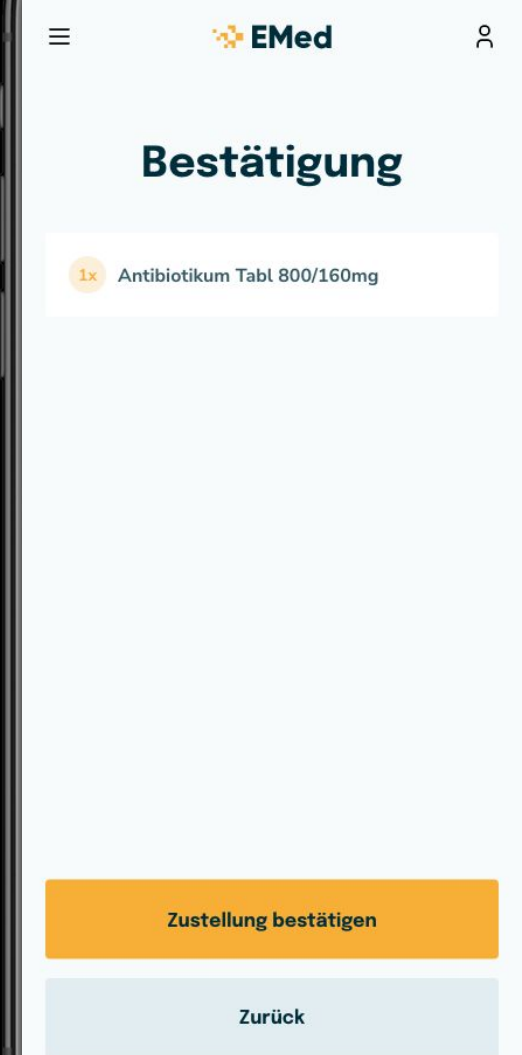 EMed
Bestätigung
1x Antibiotikum Tabl 800/160mg
Zustellung bestätigen
Zurück